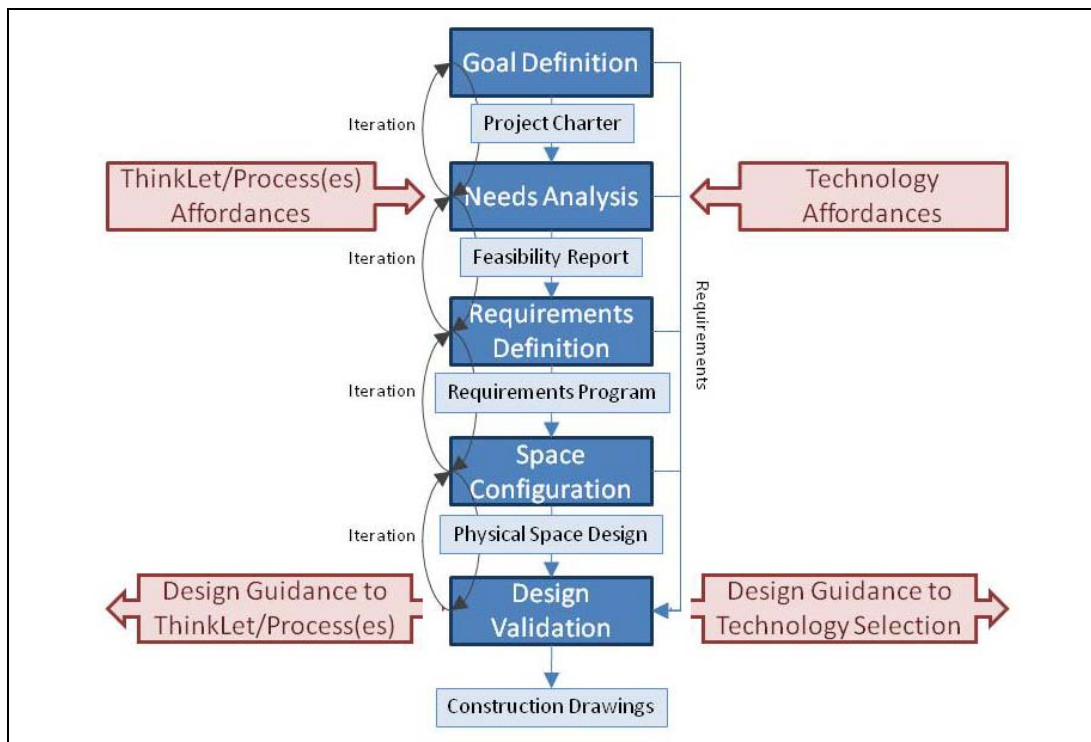 Goal Definition
Iteration
Project Charter
ThinkLet/Process(es)
Affordances
Needs Analysis
Technology
Affordances
Iteration
Feasibility Report
Requirements
Requirements
Definition
Iteration
Requirements Program
Space
Configuration
Iteration
Physical Space Design
Design Guidance to
ThinkLet/Process(es)
Design
Validation
Design Guidance to
Technology Selection
Construction Drawings